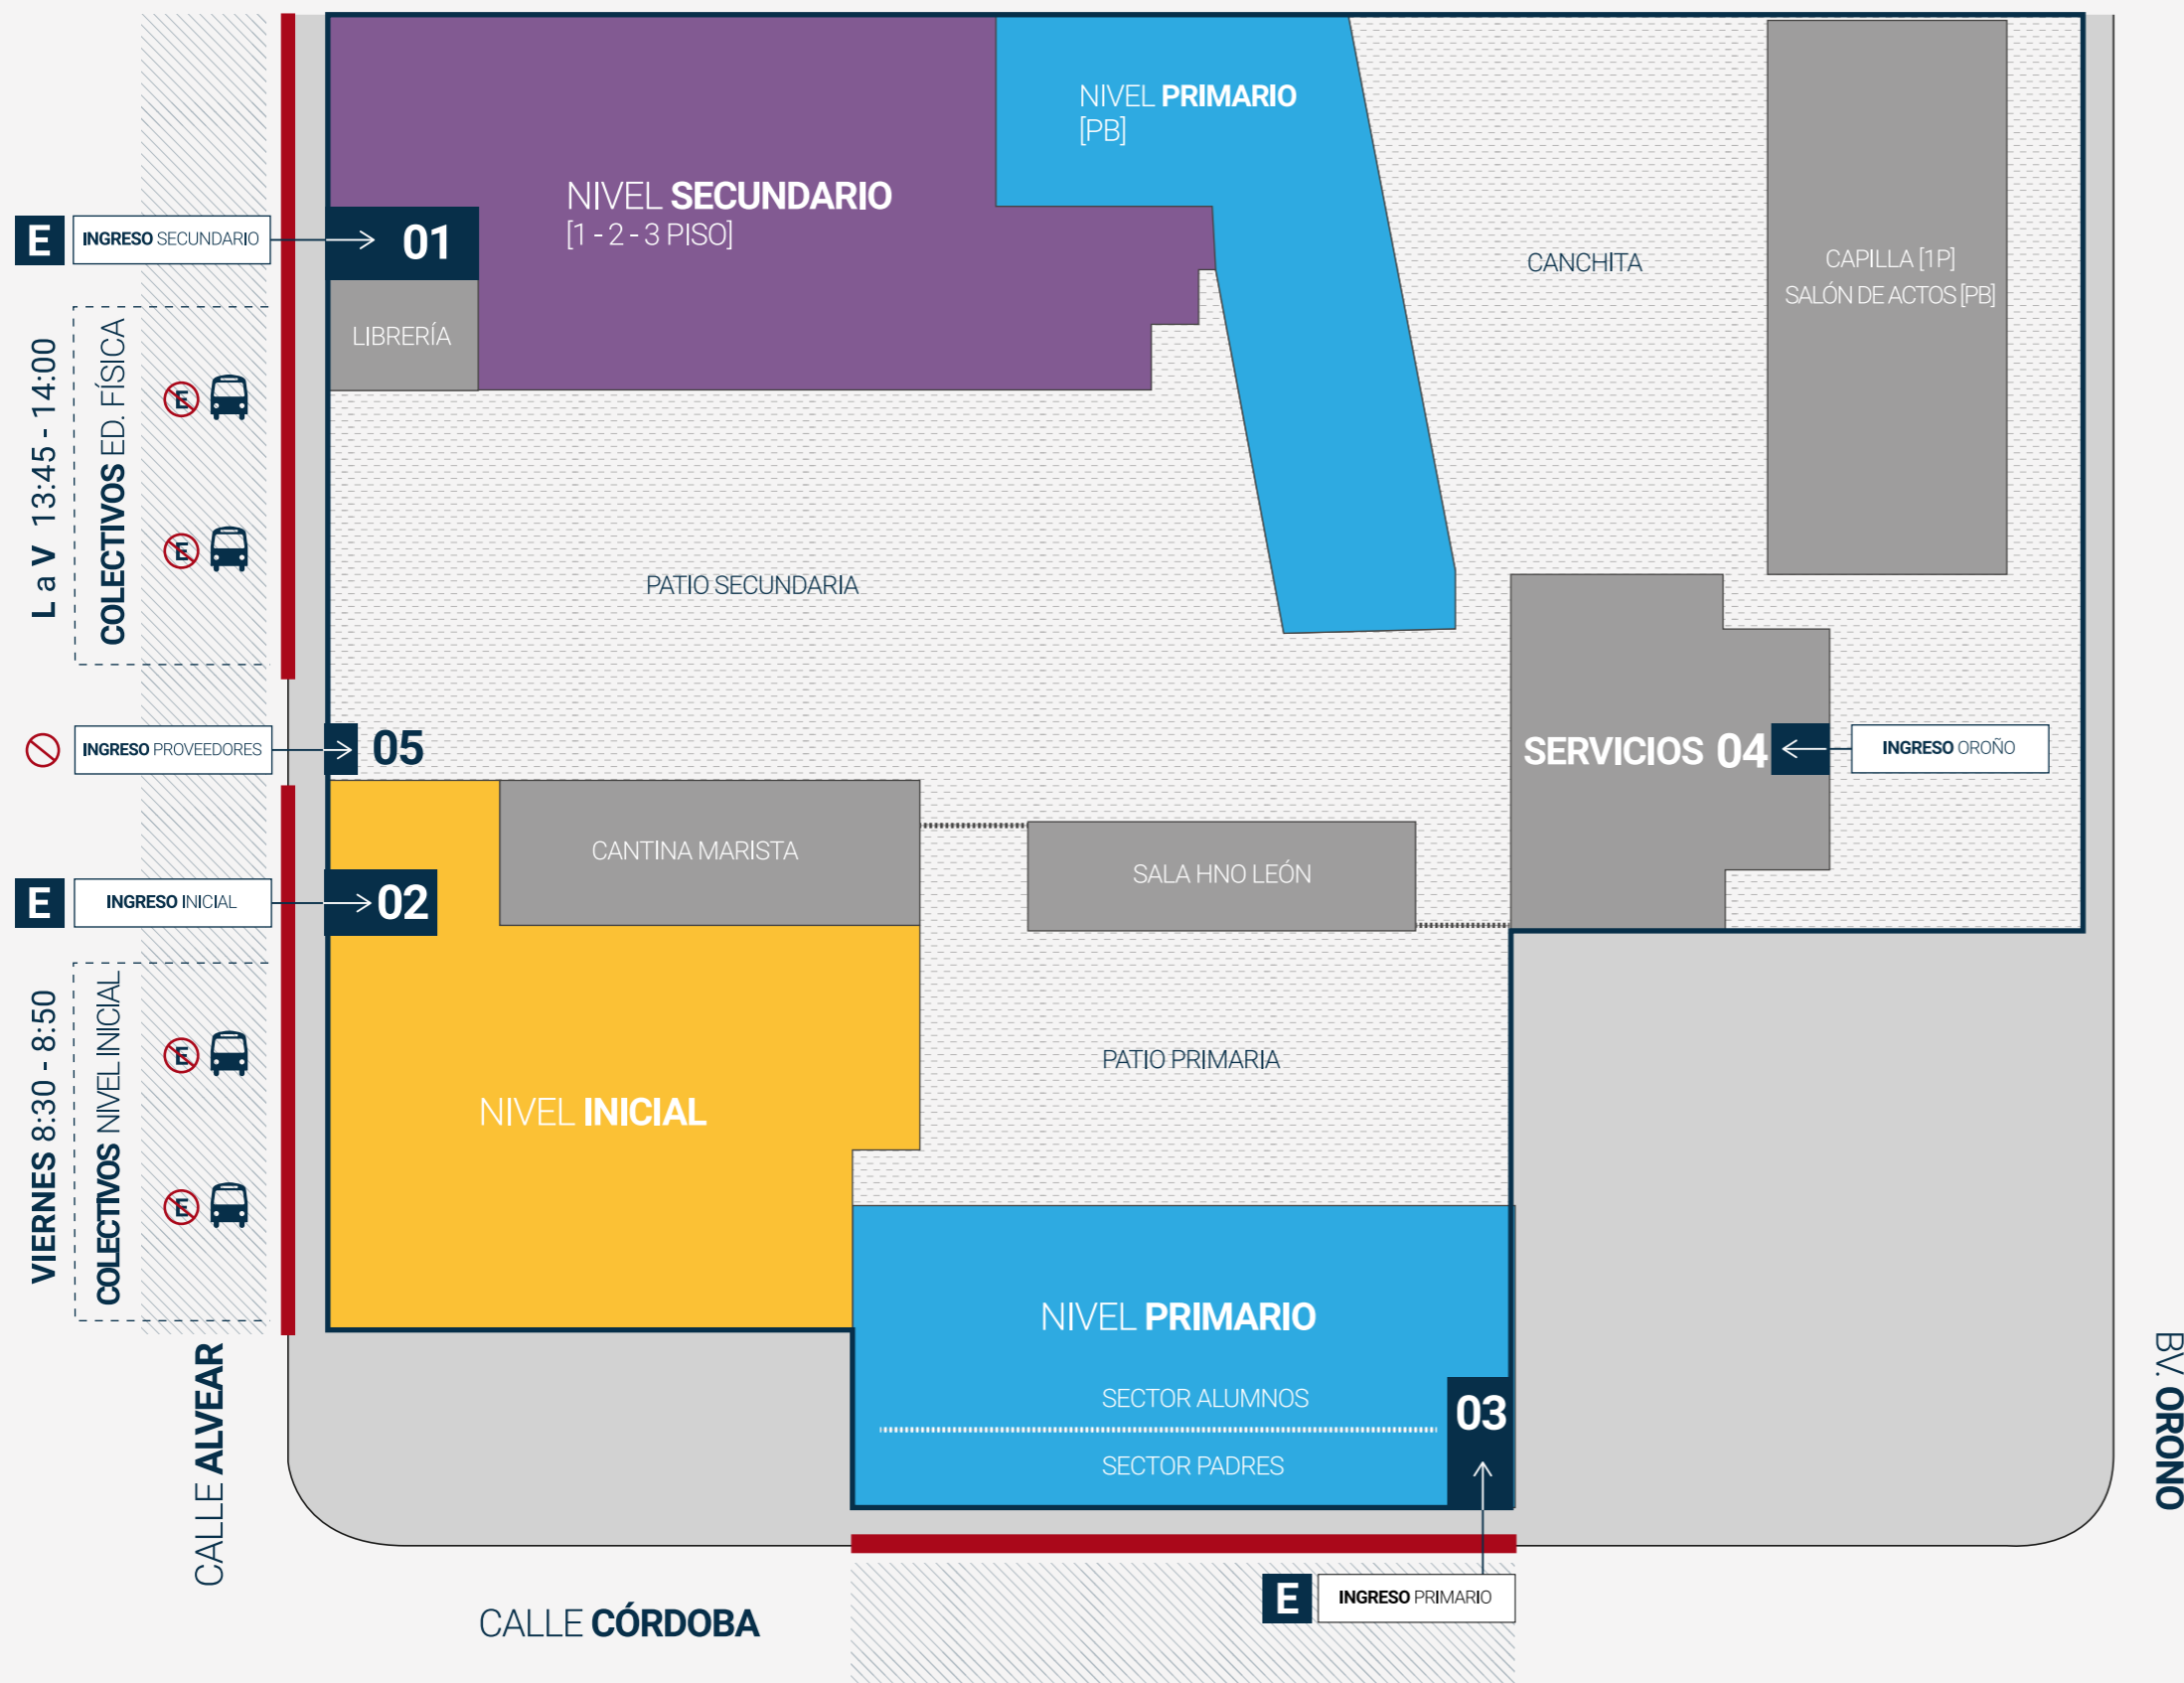 NIVEL PRIMARIO
[PB]
NIVEL SECUNDARIO
[1 - 2 - 3 PISO]
E
INGRESO SECUNDARIO
01
LIBRERÍA
CANCHITA
CAPILLA [1P]
SALÓN DE ACTOS [PB]
L a V 13:45 - 14:00
COLECTIVOS ED. FÍSICA
E
E
PATIO SECUNDARIA
INGRESO PROVEEDORES
05
SERVICIOS 04
INGRESO OROÑO
CANTINA MARISTA
SALA HNO LEÓN
E
INGRESO INICIAL
02
VIERNES 8:30 - 8:50
COLECTIVOS NIVEL INICIAL
E
E
PATIO PRIMARIA
NIVEL INICIAL
NIVEL PRIMARIO
SECTOR ALUMNOS
SECTOR PADRES
03
CALLE ALVEAR
BV. ORONO
E
INGRESO PRIMARIO
CALLE CÓRDOBA